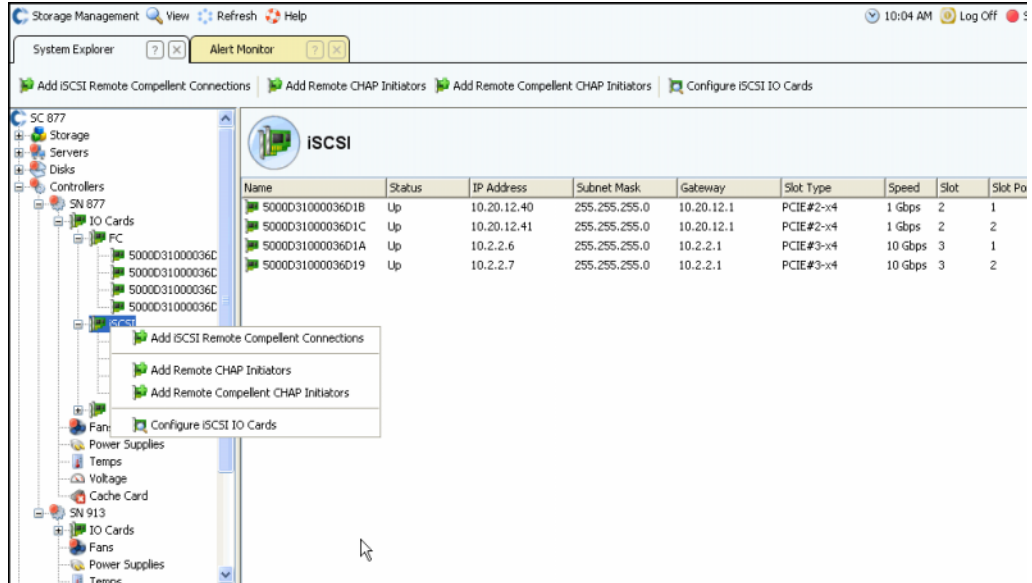 Storage Management View Refresh Help 10:04 AM Log Off S
System Explorer ? Alert Monitor ?
Add iSCSI Remote Compellent Connections Add Remote CHAP Initiators Add Remote Compellent CHAP Initiators Configure iSCSI IO Cards
SC 877
Storage
Servers
Disks
Controllers
SN 877
IO Cards
FC
5000D31000036D
5000D31000036D
5000D31000036D
5000D31000036D
iSCSI
Fans
Power Supplies
Temps
Voltage
Cache Card
SN 913
IO Cards
Fans
Power Supplies
Temps
Add iSCSI Remote Compellent Connections
Add Remote CHAP Initiators
Add Remote Compellent CHAP Initiators
Configure iSCSI IO Cards
iSCSI
Name Status IP Address Subnet Mask Gateway Slot Type Speed Slot Slot Po
5000D31000036D1B Up 10.20.12.40 255.255.255.0 10.20.12.1 PCIE#2-x4 1 Gbps 2 1
5000D31000036D1C Up 10.20.12.41 255.255.255.0 10.20.12.1 PCIE#2-x4 1 Gbps 2 2
5000D31000036D1A Up 10.2.2.6 255.255.255.0 10.2.2.1 PCIE#3-x4 10 Gbps 3 1
5000D31000036D19 Up 10.2.2.7 255.255.255.0 10.2.2.1 PCIE#3-x4 10 Gbps 3 2